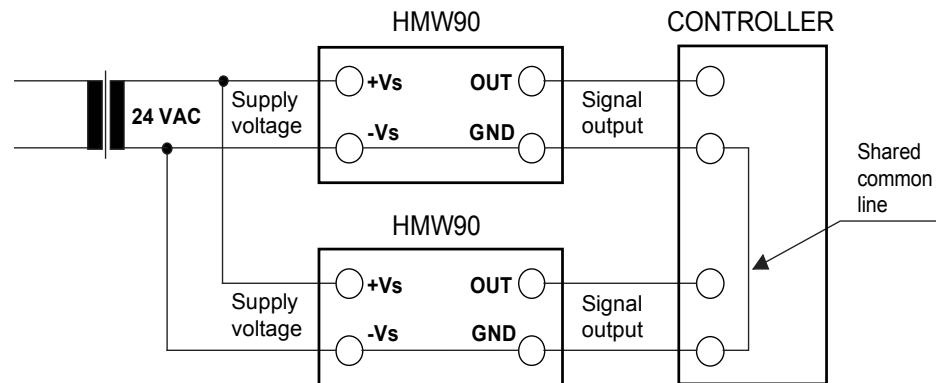 HMW90
CONTROLLER
24 VAC
Supply
voltage
+Vs
OUT
-Vs
GND
Signal
output
Shared
common
line
HMW90
Supply
voltage
+Vs
OUT
-Vs
GND
Signal
output